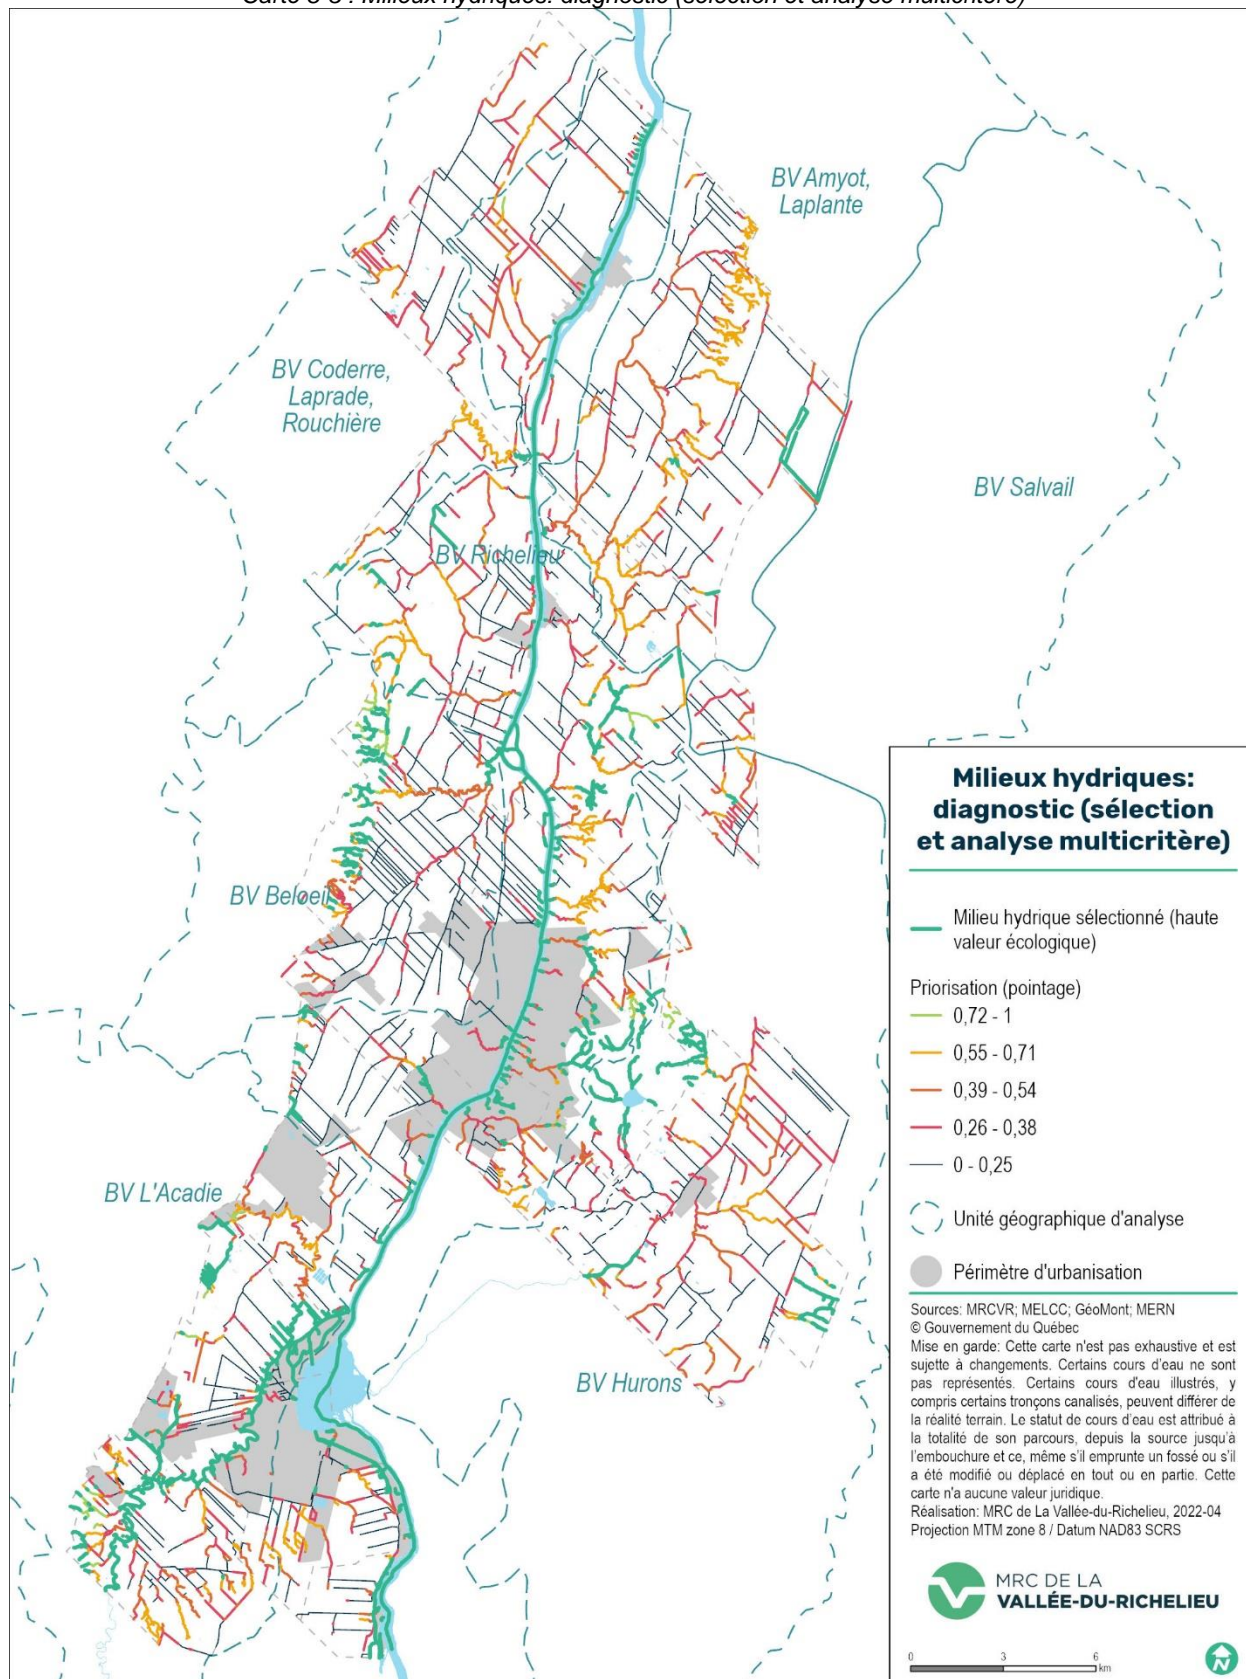 Milieux hydriques: diagnostic (sélection et analyse multicritère)
BV Amyot,
Laplante
BV Coderre,
Laprade,
Rouchière
BV Salvail
BV Richelieu
BV Beloeil
BV L'Acadie
BV Hurons
Milieux hydriques:
diagnostic (sélection
et analyse multicritère)
Milieu hydrique sélectionné (haute
valeur écologique)
Priorisation (pointage)
0,72 - 1
0,55 - 0,71
0,39 - 0,54
0,26 - 0,38
0 - 0,25
Unité géographique d'analyse
Périmètre d'urbanisation
Sources: MRCVR; MELCC; GéoMont; MERN
© Gouvernement du Québec
Mise en garde: Cette carte n'est pas exhaustive et est
sujette à changements. Certains cours d'eau ne sont
pas représentés. Certains cours d'eau illustrés, y
compris certains tronçons canalisés, peuvent différer de
la réalité terrain. Le statut de cours d'eau est attribué à
la totalité de son parcours, depuis la source jusqu'à
l'embouchure et ce, même s'il emprunte un fossé ou s'il
a été modifié ou déplacé en tout ou en partie. Cette
carte n'a aucune valeur juridique.
Réalisation: MRC de La Vallée-du-Richelieu, 2022-04
Projection MTM zone 8 / Datum NAD83 SCRS
MRC DE LA
VALLÉE-DU-RICHELIEU
0 3 6
km
N